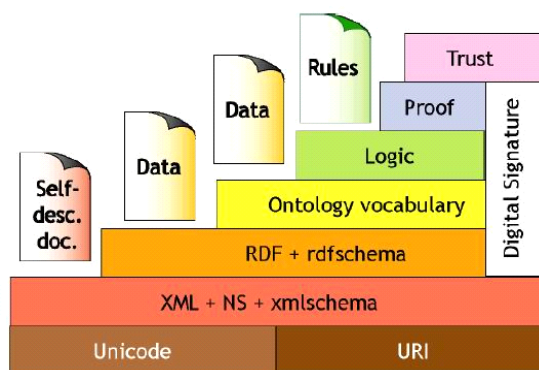 Rules
Trust
Data
Proof
Data
Logic
Self-
desc.
doc.
Ontology vocabulary
Digital Signature
RDF + rdfschema
XML + NS + xmlschema
Unicode
URI